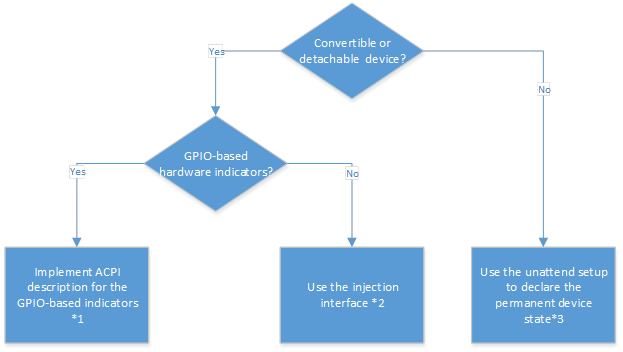 Convertible or
detachable device?
Yes
No
GPIO-based
hardware indicators?
Yes
No
Implement ACPI
description for the
GPIO-based indicators
*1
Use the injection
interface *2
Use the unattend setup
to declare the
permanent device
state*3